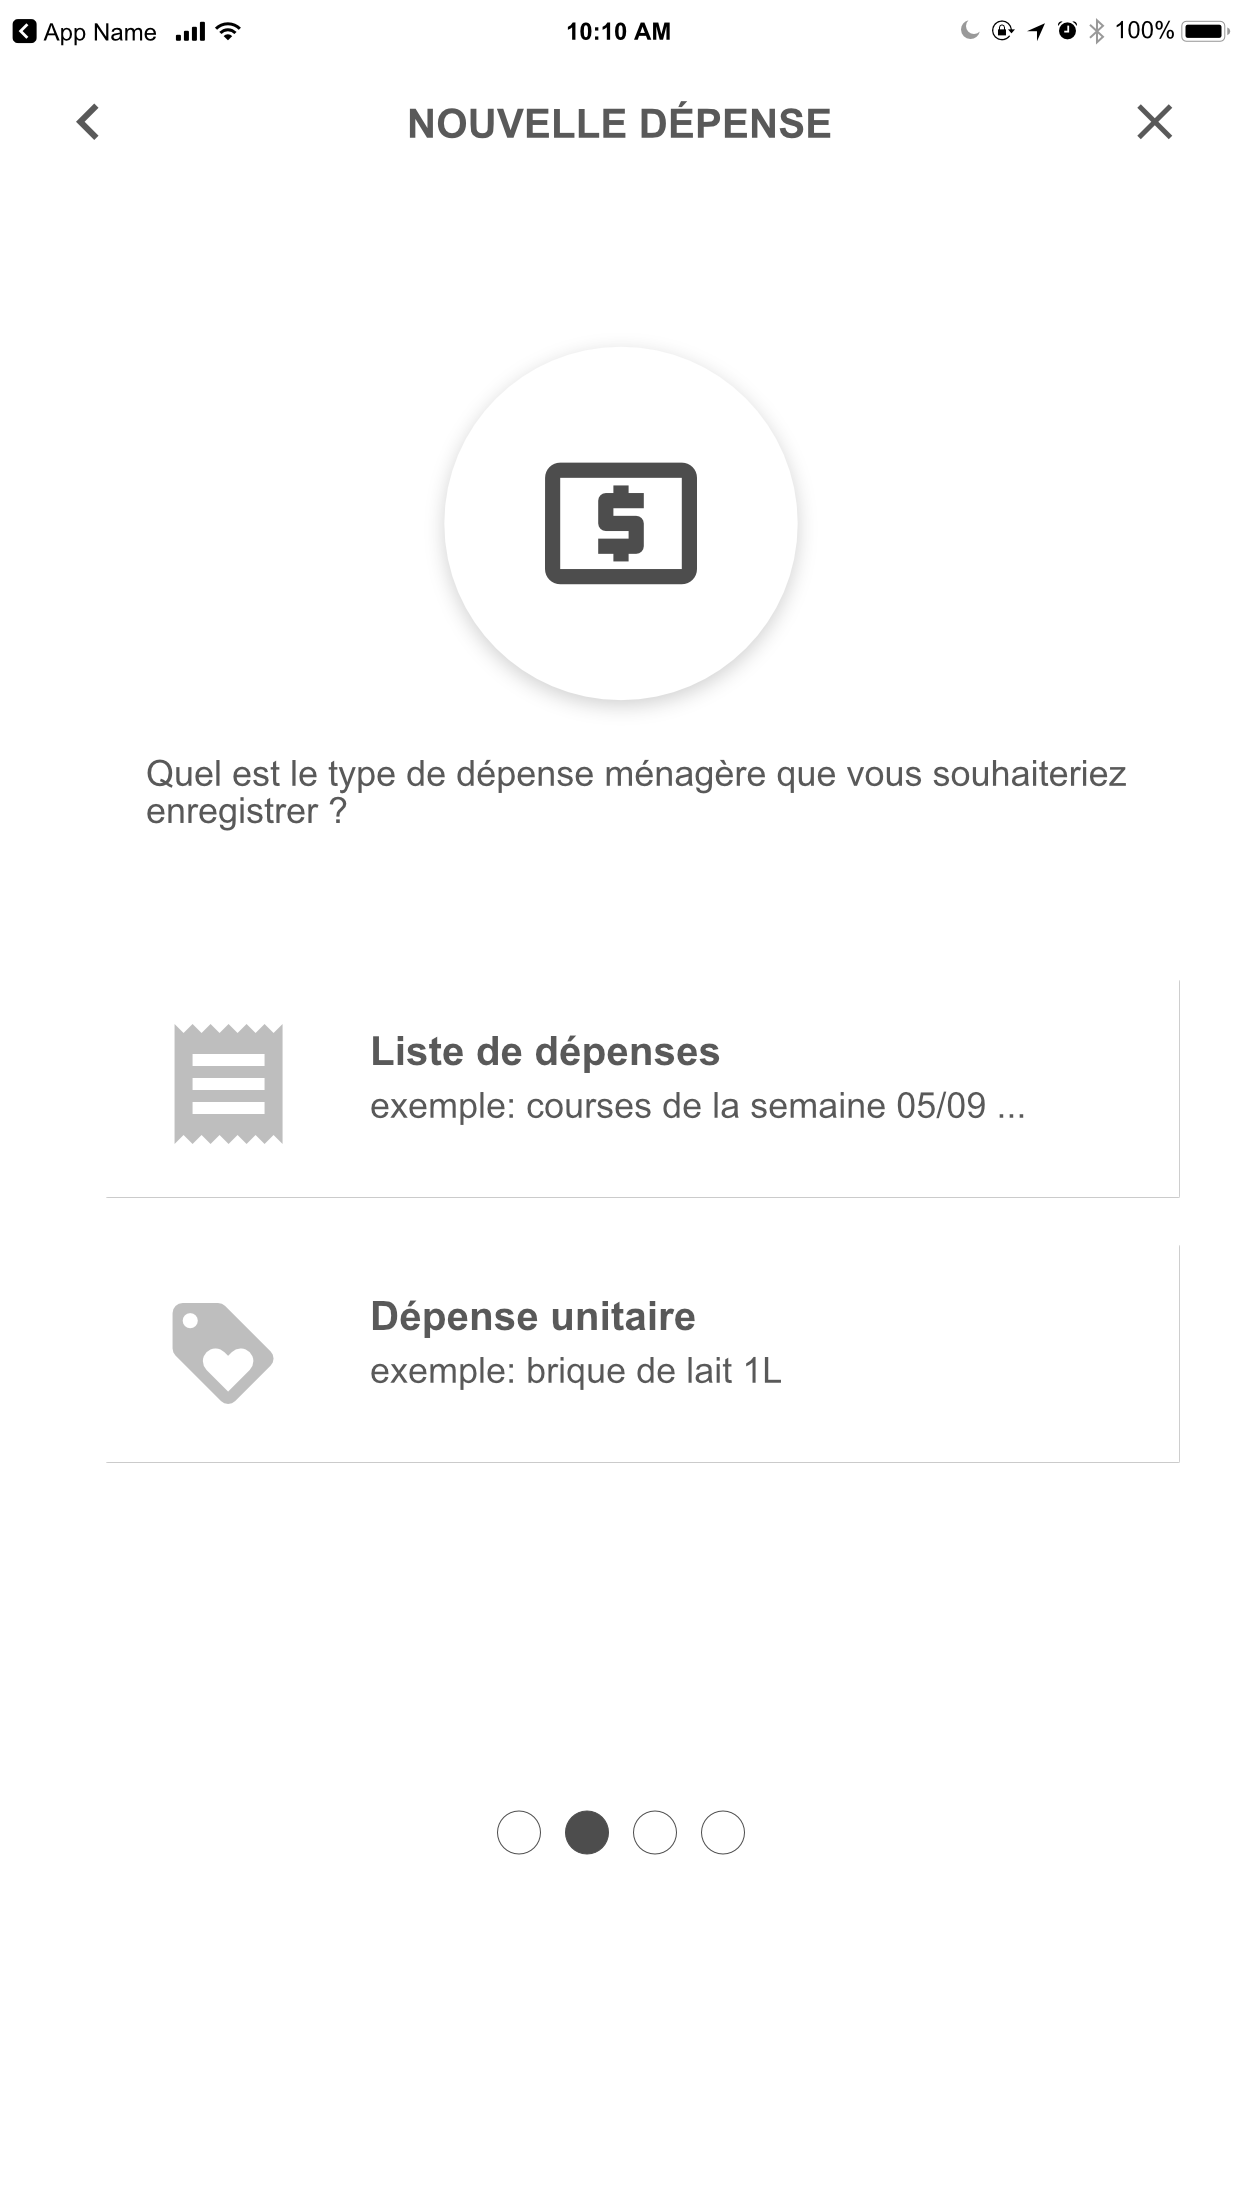 App Name 10:10 AM 100%
NOUVELLE DÉPENSE
Quel est le type de dépense ménagère que vous souhaiteriez
enregistrer ?
Liste de dépenses
exemple: courses de la semaine 05/09 ...
Dépense unitaire
exemple: brique de lait 1L